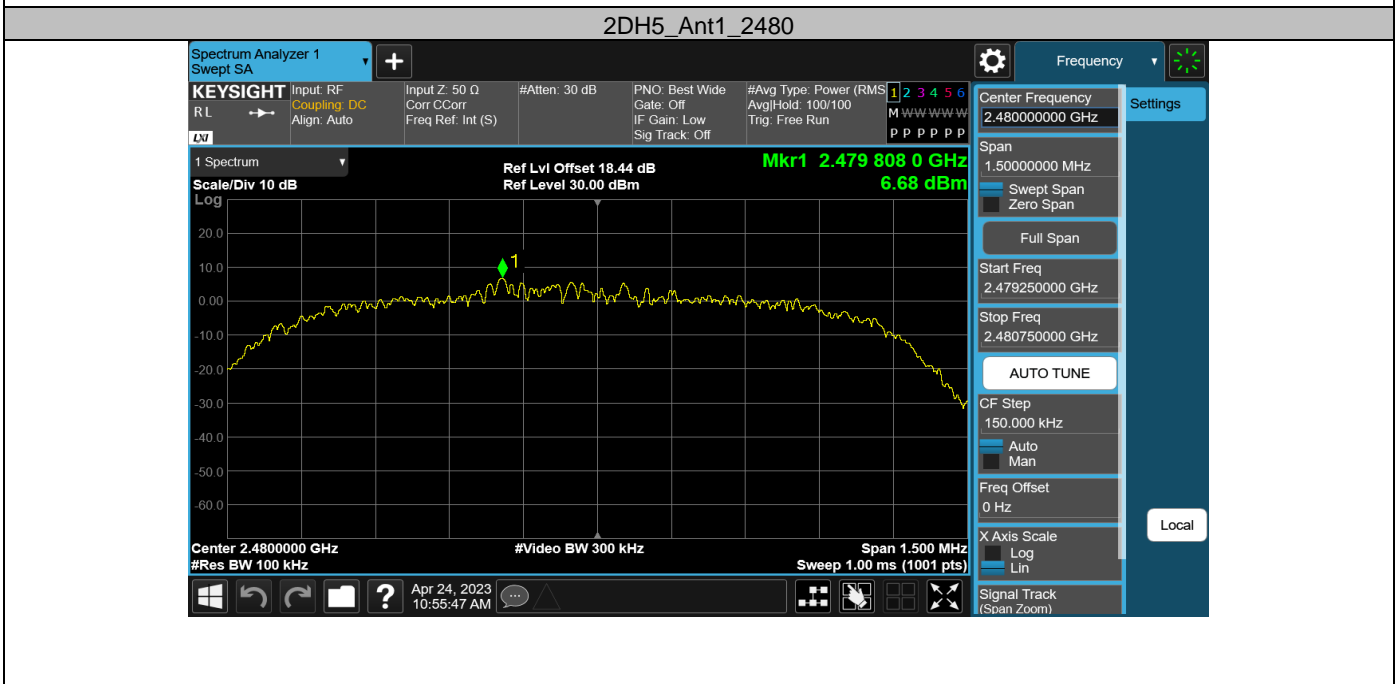 2DH5_Ant1_2480
Spectrum Analyzer 1
Swept SA
+
Frequency
KEYSIGHT
RL
LXI
Input: RF
Coupling: DC
Align: Auto
Input Z: 50 Ω
Corr CCorr
Freq Ref: Int (S)
#Atten: 30 dB
PNO: Best Wide
Gate: Off
IF Gain: Low
Sig Track: Off
#Avg Type: Power (RMS
Avg|Hold: 100/100
Trig: Free Run
1 2 3 4 5 6
M W W W W W
P P P P P P
1 Spectrum
Scale/Div 10 dB
Log
Ref Lvl Offset 18.44 dB
Ref Level 30.00 dBm
Mkr1 2.479 808 0 GHz
6.68 dBm
20.0
10.0
0.00
-10.0
-20.0
-30.0
-40.0
-50.0
-60.0
1
Center 2.4800000 GHz
#Res BW 100 kHz
#Video BW 300 kHz
Span 1.500 MHz
Sweep 1.00 ms (1001 pts)
?
Apr 24, 2023
10:55:47 AM
Center Frequency
2.480000000 GHz
Span
1.50000000 MHz
Swept Span
Zero Span
Full Span
Start Freq
2.479250000 GHz
Stop Freq
2.480750000 GHz
AUTO TUNE
CF Step
150.000 kHz
Auto
Man
Freq Offset
0 Hz
X Axis Scale
Log
Lin
Signal Track
(Span Zoom)
Settings
Local